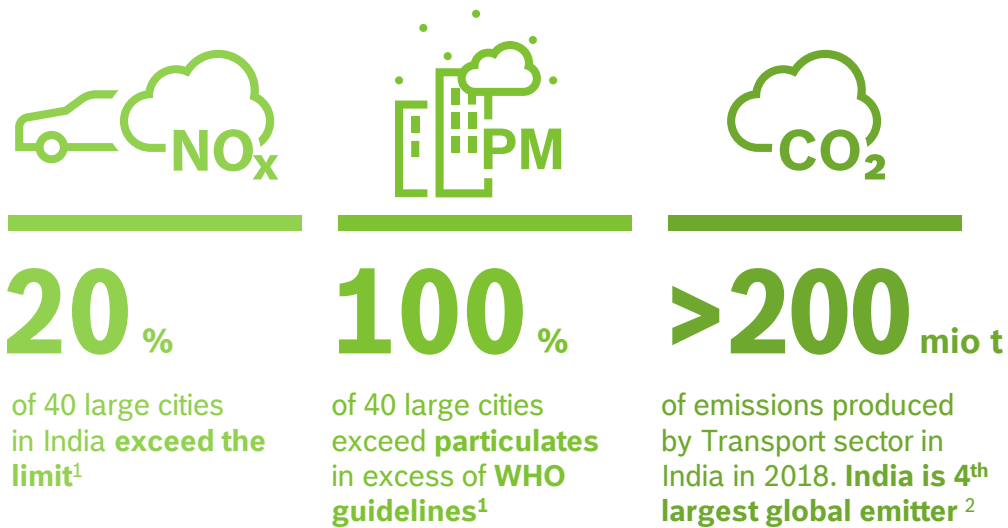 NOx
PM
CO₂
20 %
100 %
>200 mio t
of 40 large cities
in India exceed the
limit¹
of 40 large cities
exceed particulates
in excess of WHO
guidelines¹
of emissions produced
by Transport sector in
India in 2018. India is 4th
largest global emitter ²